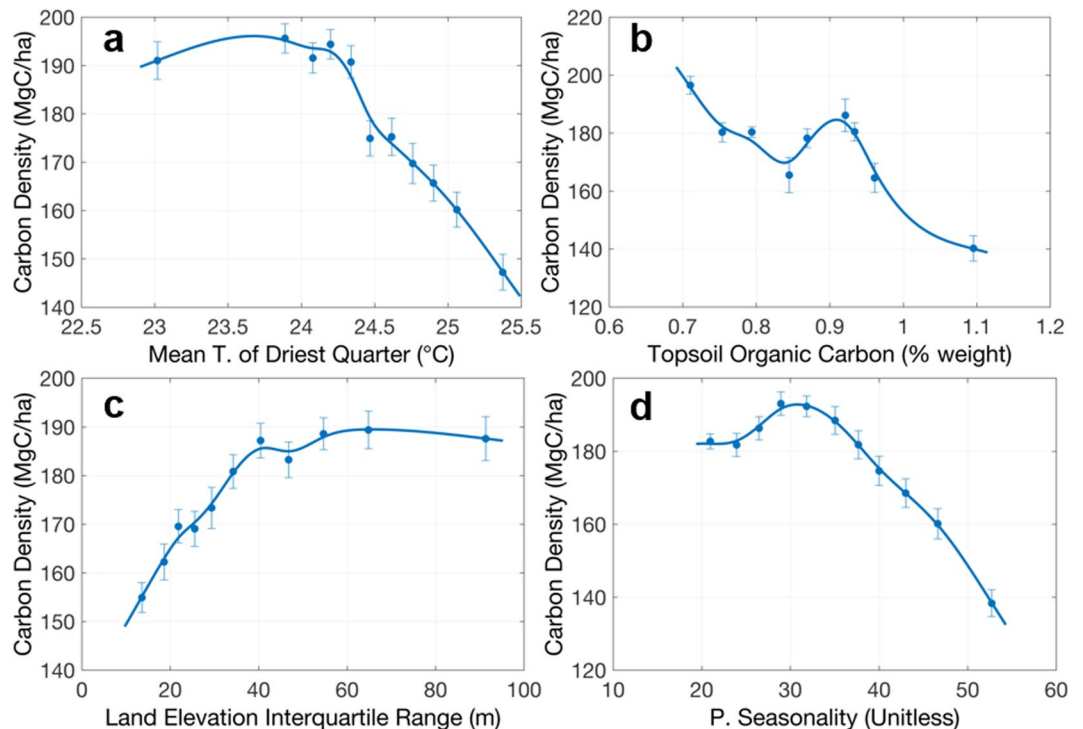 a
Carbon Density (MgC/ha)
200
190
180
170
160
150
140
22.5 23 23.5 24 24.5 25 25.5
Mean T. of Driest Quarter (°C)
b
Carbon Density (MgC/ha)
220
200
180
160
140
120
0.6 0.7 0.8 0.9 1 1.1 1.2
Topsoil Organic Carbon (% weight)
c
Carbon Density (MgC/ha)
200
190
180
170
160
150
140
0 20 40 60 80 100
Land Elevation Interquartile Range (m)
d
Carbon Density (MgC/ha)
200
180
160
140
120
10 20 30 40 50 60
P. Seasonality (Unitless)